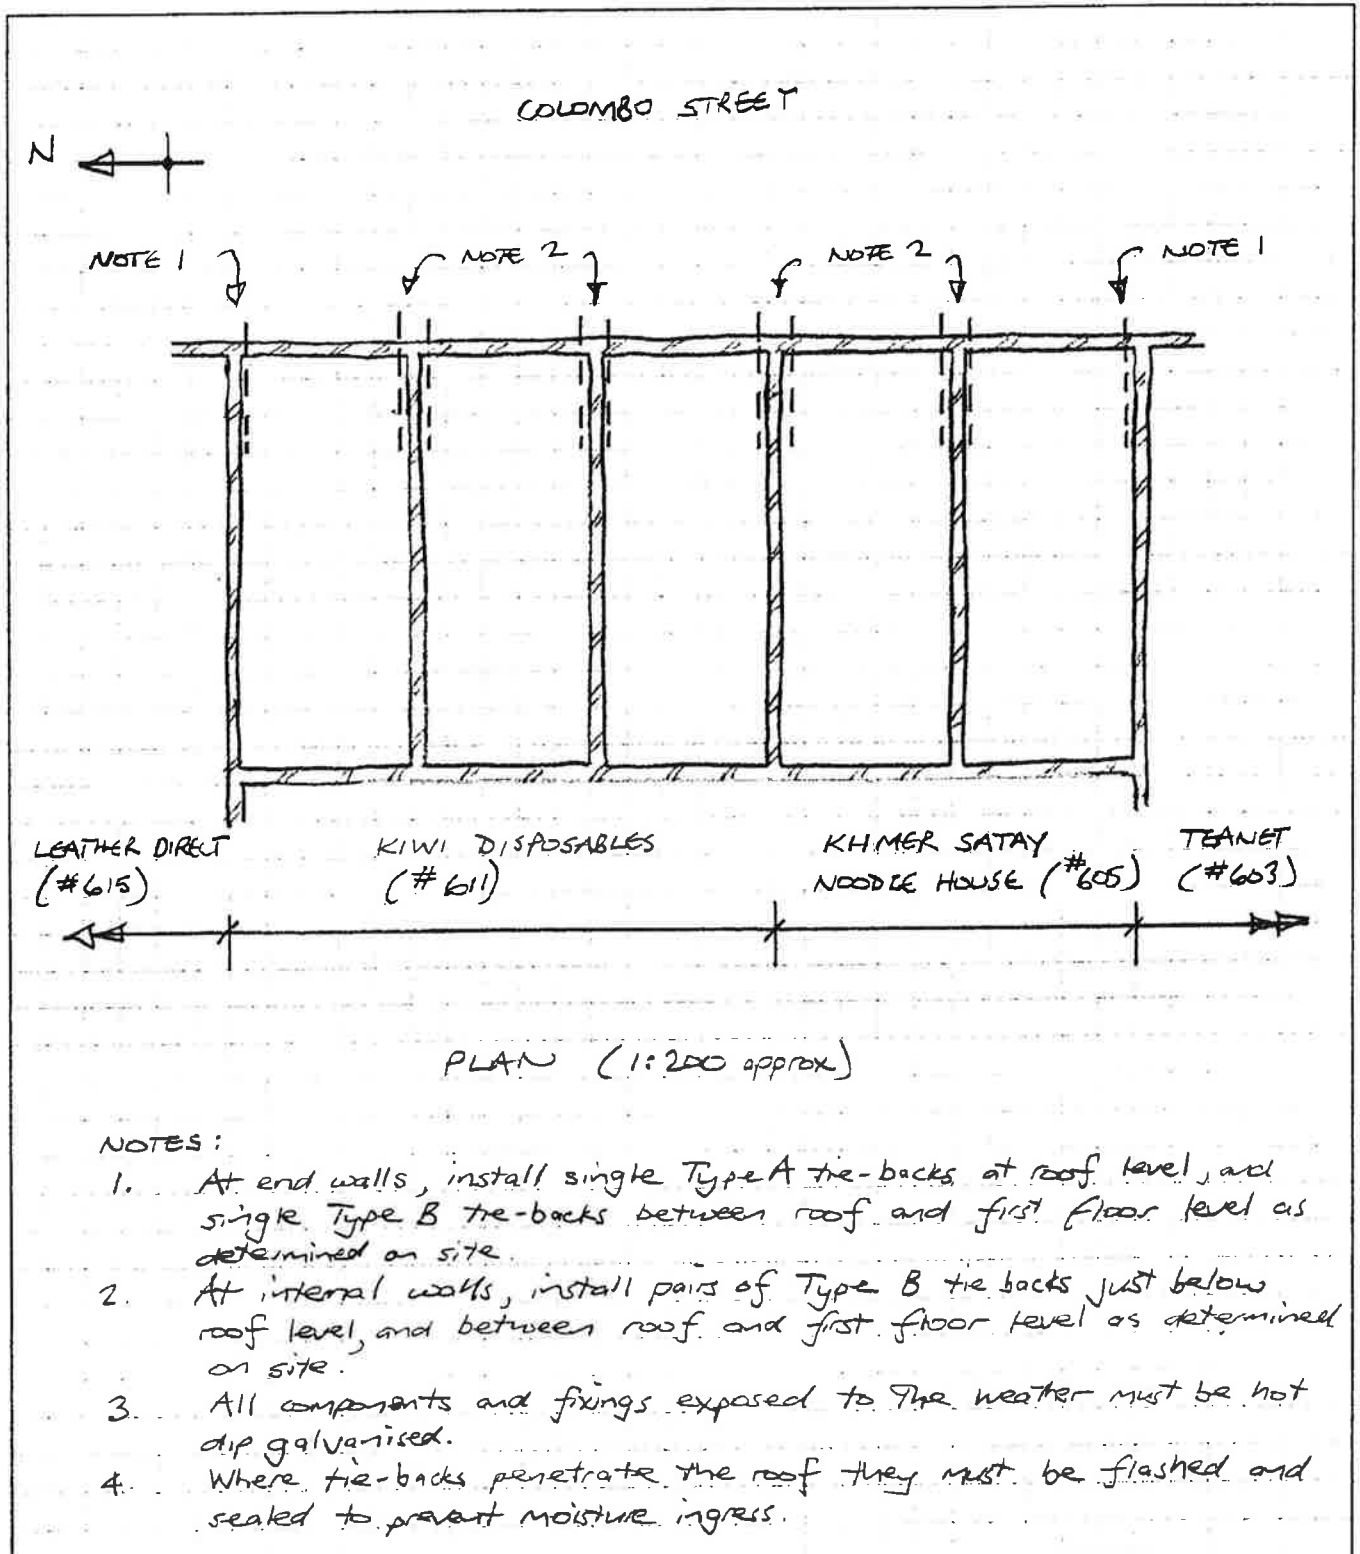 COLOMBO STREET
N
NOTE 1
NOTE 2
NOTE 2
NOTE 1
LEATHER DIRECT
(#615)
KIWI DISPOSABLES
(#611)
KHMER SATAY
NOODLE HOUSE (#605)
TEANET
(#603)
PLAN (1:200 approx)
NOTES:
1. At end walls, install single Type A tie-backs at roof level, and
single Type B tie-backs between roof and first floor level as
determined on site.
2. At internal walls, install pairs of Type B tie backs just below
roof level, and between roof and first floor level as determined
on site.
3. All components and fixings exposed to the weather must be hot
dip galvanised.
4. Where tie-backs penetrate the roof they must be flashed and
sealed to prevent moisture ingress.